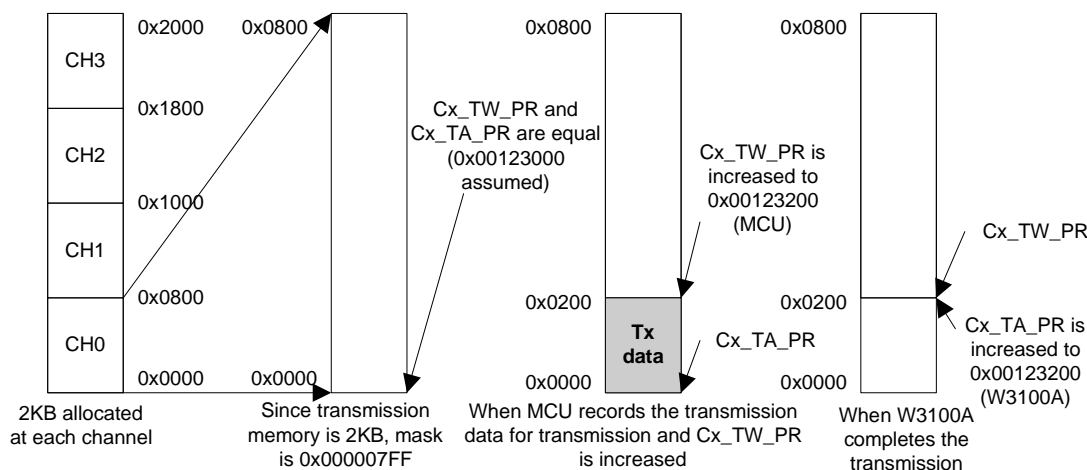 0x2000
CH3
0x1800
CH2
0x1000
CH1
0x0800
CH0
0x0000
2KB allocated
at each channel
0x0800
Cx_TW_PR and
Cx_TA_PR are equal
(0x00123000
assumed)
0x0000
Since transmission
memory is 2KB, mask
is 0x000007FF
0x0800
Cx_TW_PR is
increased to
0x00123200
(MCU)
0x0200
Tx
data
Cx_TA_PR
0x0000
When MCU records the transmission
data for transmission and Cx_TW_PR
is increased
0x0800
Cx_TW_PR
0x0200
Cx_TA_PR is
increased to
0x00123200
(W3100A)
0x0000
When W3100A
completes the
transmission